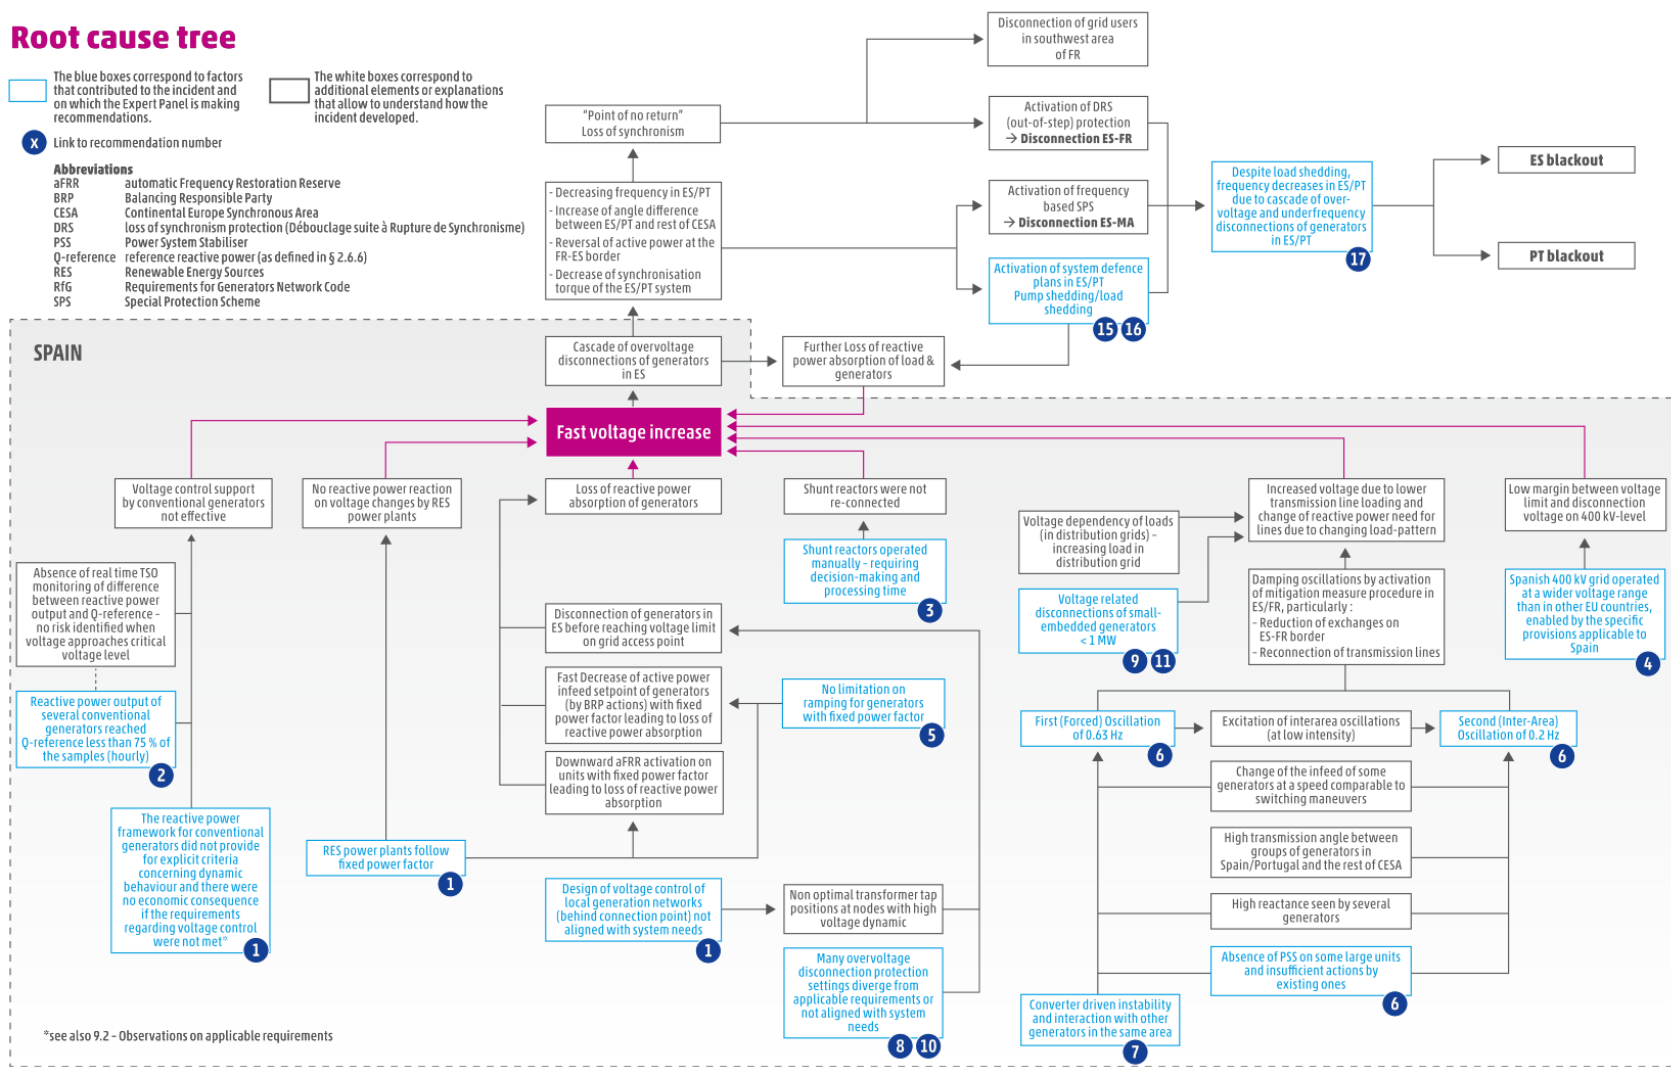 Root cause tree
The blue boxes correspond to factors
that contributed to the incident and
on which the Expert Panel is making
recommendations.
The white boxes correspond to
additional elements or explanations
that allow to understand how the
incident developed.
X
Link to recommendation number
Abbreviations
aFRR automatic Frequency Restoration Reserve
BRP Balancing Responsible Party
CESA Continental Europe Synchronous Area
DRS loss of synchronism protection (Débouclage suite à Rupture de Synchronisme)
PSS Power System Stabiliser
Q-reference reference reactive power (as defined in § 2.6.6)
RES Renewable Energy Sources
RfG Requirements for Generators Network Code
SPS Special Protection Scheme
Disconnection of grid users
in southwest area
of FR
"Point of no return"
Loss of synchronism
Activation of DRS
(out-of-step) protection
→ Disconnection ES-FR
- Decreasing frequency in ES/PT
- Increase of angle difference
between ES/PT and rest of CESA
- Reversal of active power at the
FR-ES border
- Decrease of synchronisation
torque of the ES/PT system
Activation of frequency
based SPS
→ Disconnection ES-MA
Activation of system defence
plans in ES/PT
Pump shedding/load
shedding
15 16
Despite load shedding,
frequency decreases in ES/PT
due to cascade of over-
voltage and underfrequency
disconnections of generators
in ES/PT
17
ES blackout
PT blackout
SPAIN
Cascade of overvoltage
disconnections of generators
in ES
Further Loss of reactive
power absorption of load &
generators
Fast voltage increase
Voltage control support
by conventional generators
not effective
No reactive power reaction
on voltage changes by RES
power plants
Loss of reactive power
absorption of generators
Shunt reactors were not
re-connected
Increased voltage due to lower
transmission line loading and
change of reactive power need for
lines due to changing load-pattern
Low margin between voltage
limit and disconnection
voltage on 400 kV-level
Absence of real time TSO
monitoring of difference
between reactive power
output and Q-reference –
no risk identified when
voltage approaches critical
voltage level
Reactive power output of
several conventional
generators reached
Q-reference less than 75 % of
the samples (hourly)
2
The reactive power
framework for conventional
generators did not provide
for explicit criteria
concerning dynamic
behaviour and there were
no economic consequence
if the requirements
regarding voltage control
were not met*
1
RES power plants follow
fixed power factor
1
Disconnection of generators in
ES before reaching voltage limit
on grid access point
Fast Decrease of active power
infeed setpoint of generators
(by BRP actions) with fixed
power factor leading to loss of
reactive power absorption
Downward aFRR activation on
units with fixed power factor
leading to loss of reactive power
absorption
Design of voltage control of
local generation networks
(behind connection point) not
aligned with system needs
1
Shunt reactors operated
manually – requiring
decision-making and
processing time
3
No limitation on
ramping for generators
with fixed power factor
5
Non optimal transformer tap
positions at nodes with high
voltage dynamic
Many overvoltage
disconnection protection
settings diverge from
applicable requirements or
not aligned with system
needs
8 10
Voltage dependency of loads
(in distribution grids) –
increasing load in
distribution grid
Voltage related
disconnections of small-
embedded generators
< 1 MW
9 11
Damping oscillations by activation
of mitigation measure procedure in
ES/FR, particularly :
- Reduction of exchanges on
ES-FR border
- Reconnection of transmission lines
Spanish 400 kV grid operated
at a wider voltage range
than in other EU countries,
enabled by the specific
provisions applicable to
Spain
4
First (Forced) Oscillation
of 0.63 Hz
6
Excitation of interarea oscillations
(at low intensity)
Second (Inter-Area)
Oscillation of 0.2 Hz
6
Change of the infeed of some
generators at a speed comparable to
switching maneuvers
High transmission angle between
groups of generators in
Spain/Portugal and the rest of CESA
High reactance seen by several
generators
Absence of PSS on some large units
and insufficient actions by
existing ones
6
Converter driven instability
and interaction with other
generators in the same area
7
*see also 9.2 – Observations on applicable requirements